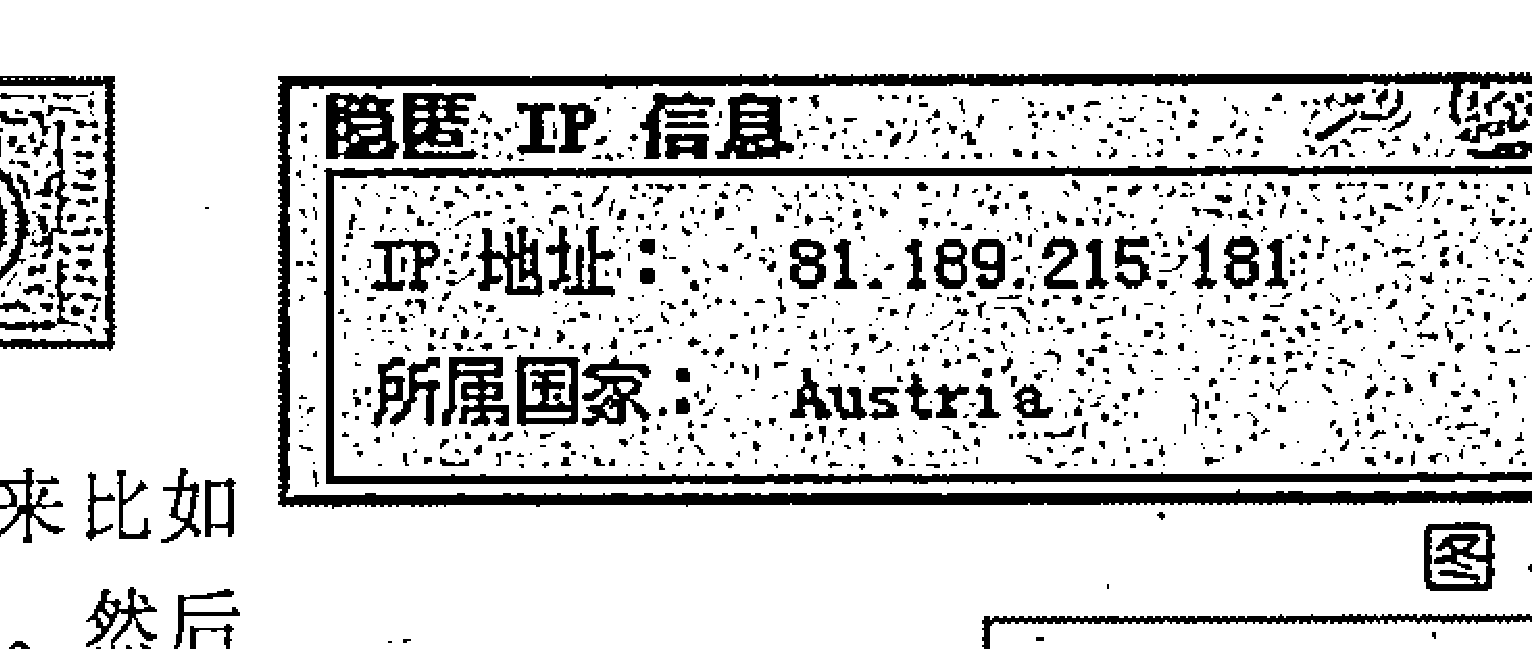 隐匿 IP 信息
IP 地址: 81.189.215.181
所属国家: Austria
来比如
。然后
图